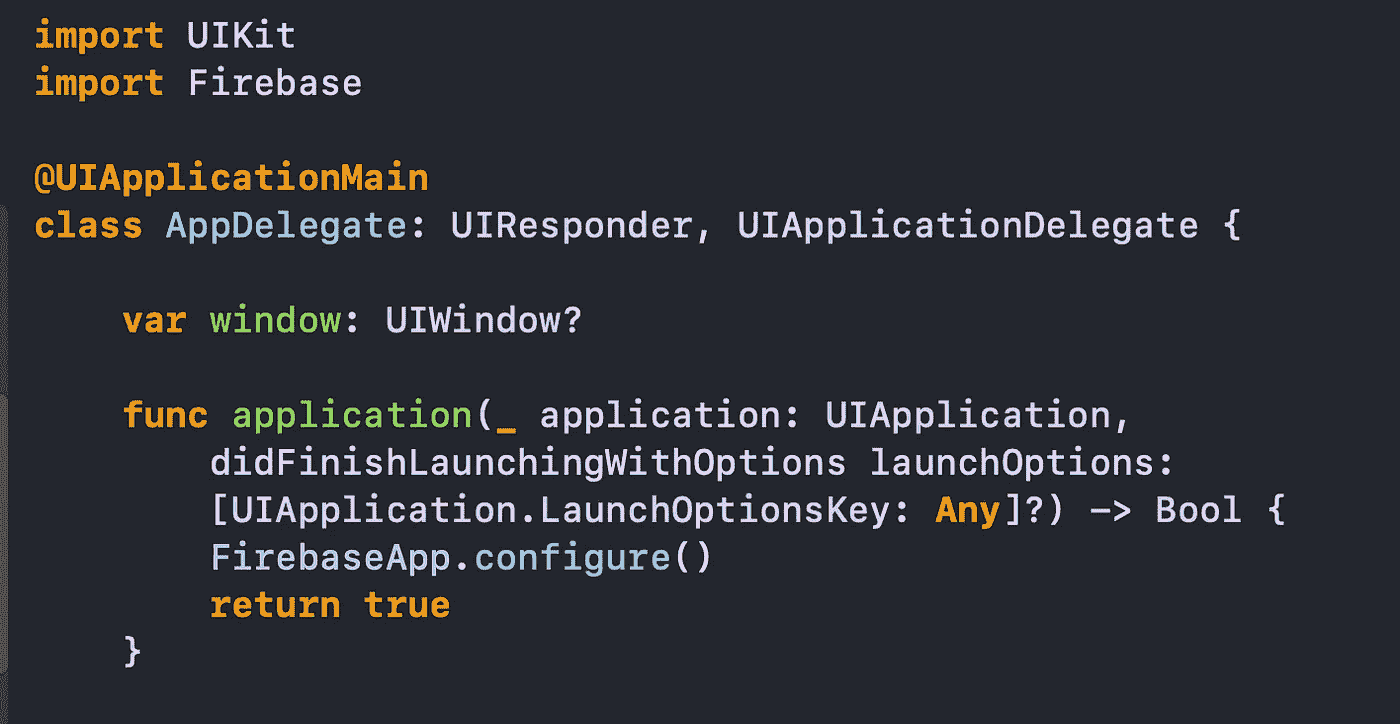 import UIKit
import Firebase
@UIApplicationMain
class AppDelegate: UIResponder, UIApplicationDelegate {
var window: UIWindow?
func application(_ application: UIApplication,
didFinishLaunchingWithOptions launchOptions:
[UIApplication.LaunchOptionsKey: Any]?) -> Bool {
FirebaseApp.configure()
return true
}